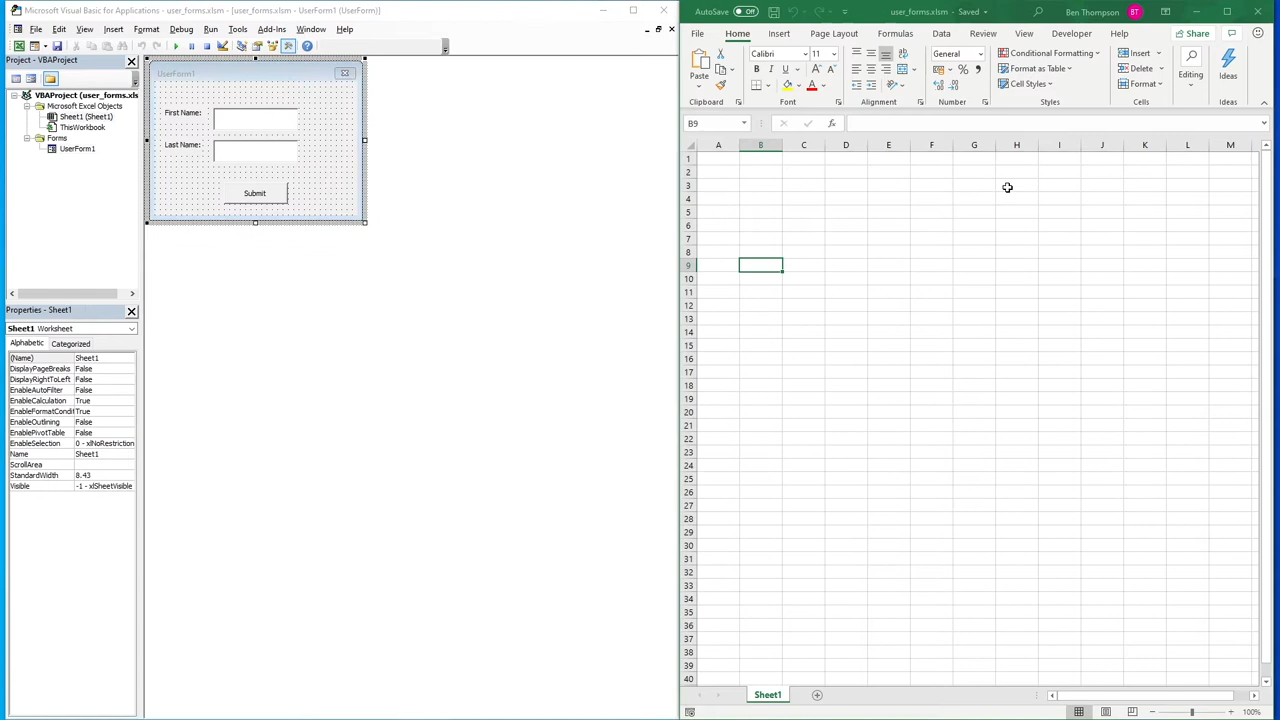 Microsoft Visual Basic for Applications - user_forms.xlsm - [user_forms.xlsm - UserForm1 (UserForm)]
File Edit View Insert Format Debug Run Tools Add-Ins Window Help
Project - VBAProject
VBAProject (user_forms.xls
Microsoft Excel Objects
Sheet1 (Sheet1)
ThisWorkbook
Forms
UserForm1
Properties - Sheet1
Sheet1 Worksheet
Alphabetic Categorized
(Name) Sheet1
DisplayPageBreaks False
DisplayRightToLeft False
EnableAutoFilter False
EnableCalculation True
EnableFormatCondit True
EnableOutlining False
EnablePivotTable False
EnableSelection 0 - xlNoRestriction
Name Sheet1
ScrollArea
StandardWidth 8.43
Visible -1 - xlSheetVisible
UserForm1
First Name:
Last Name:
Submit
AutoSave Off user_forms.xlsm - Saved Ben Thompson BT
File Home Insert Page Layout Formulas Data Review View Developer Help Share
Paste
Clipboard
Calibri 11
B I U A A
Font
Alignment
General
$ % 9
Number
Conditional Formatting
Format as Table
Cell Styles
Styles
Insert
Delete
Format
Cells
Editing
Ideas
Ideas
B9 fx
A B C D E F G H I J K L M
1
2
3
4
5
6
7
8
9
10
11
12
13
14
15
16
17
18
19
20
21
22
23
24
25
26
27
28
29
30
31
32
33
34
35
36
37
38
39
40
Sheet1
100%